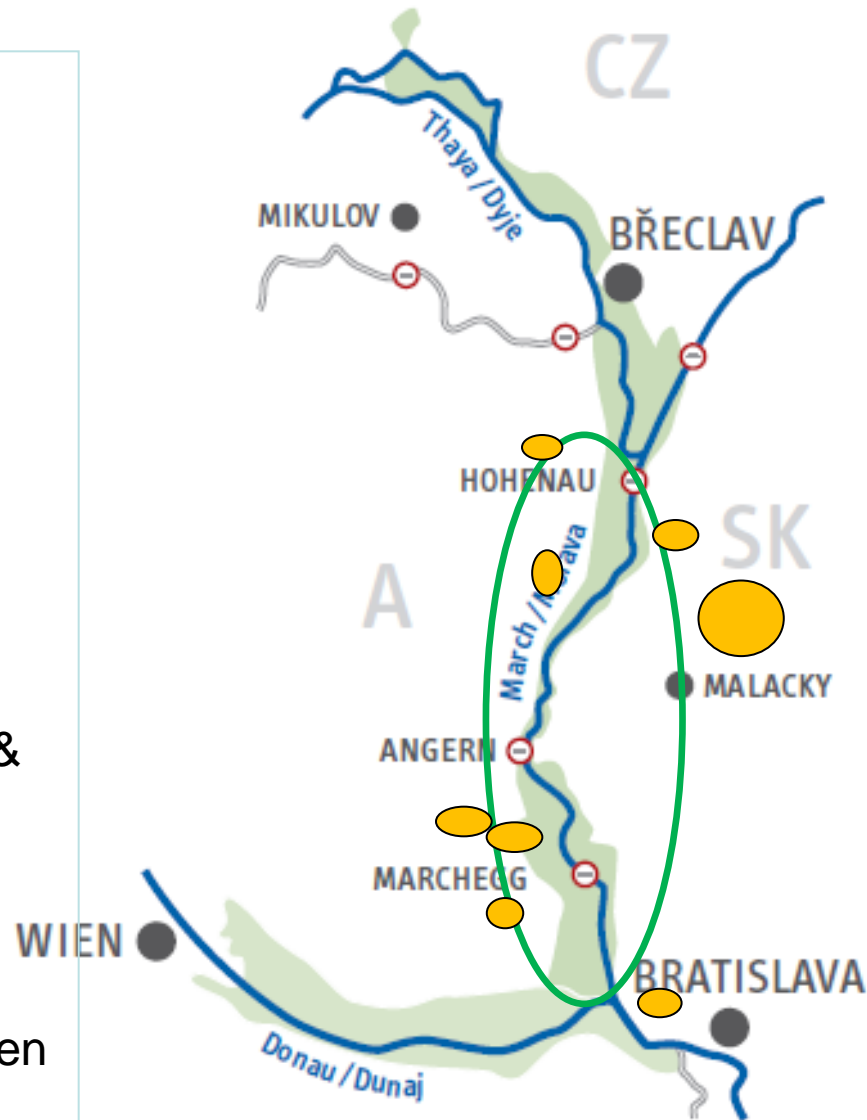 CZ
Thaya / Dyje
MIKULOV
BŘECLAV
HOHENAU
SK
A
March / Morava
MALACKY
&
ANGERN
MARCHEGG
WIEN
BRATISLAVA
en
Donau / Dunaj